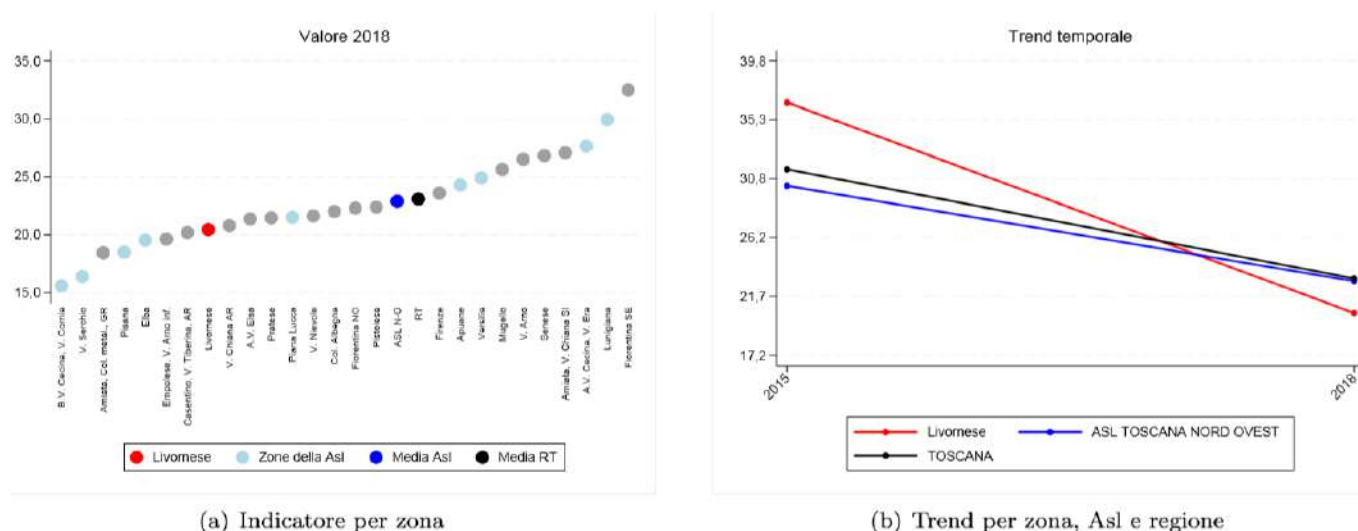 Valore 2018
35,0
30,0
25,0
20,0
15,0
B.V. Cecina, V. Cornia
V. Serchio
Amiata, Col. metal., GR
Pisana
Elba
Empolese, V. Arno inf.
Casentino, V. Tiberina, AR
Livornese
V. Chiana AR
A.V. Elsa
Pratese
Piana Lucca
V. Nievole
Col. Albegna
Fiorentina NO
Pistoiese
ASL N-O
RT
Firenze
Apuane
Versilia
Mugello
V. Arno
Senese
Amiata, V. Chiana SI
A.V. Cecina, V. Era
Lunigiana
Fiorentina SE
Livornese
Zone della Asl
Media Asl
Media RT
(a) Indicatore per zona
Trend temporale
39,8
35,3
30,8
26,2
21,7
17,2
2015
2018
Livornese
ASL TOSCANA NORD OVEST
TOSCANA
(b) Trend per zona, Asl e regione